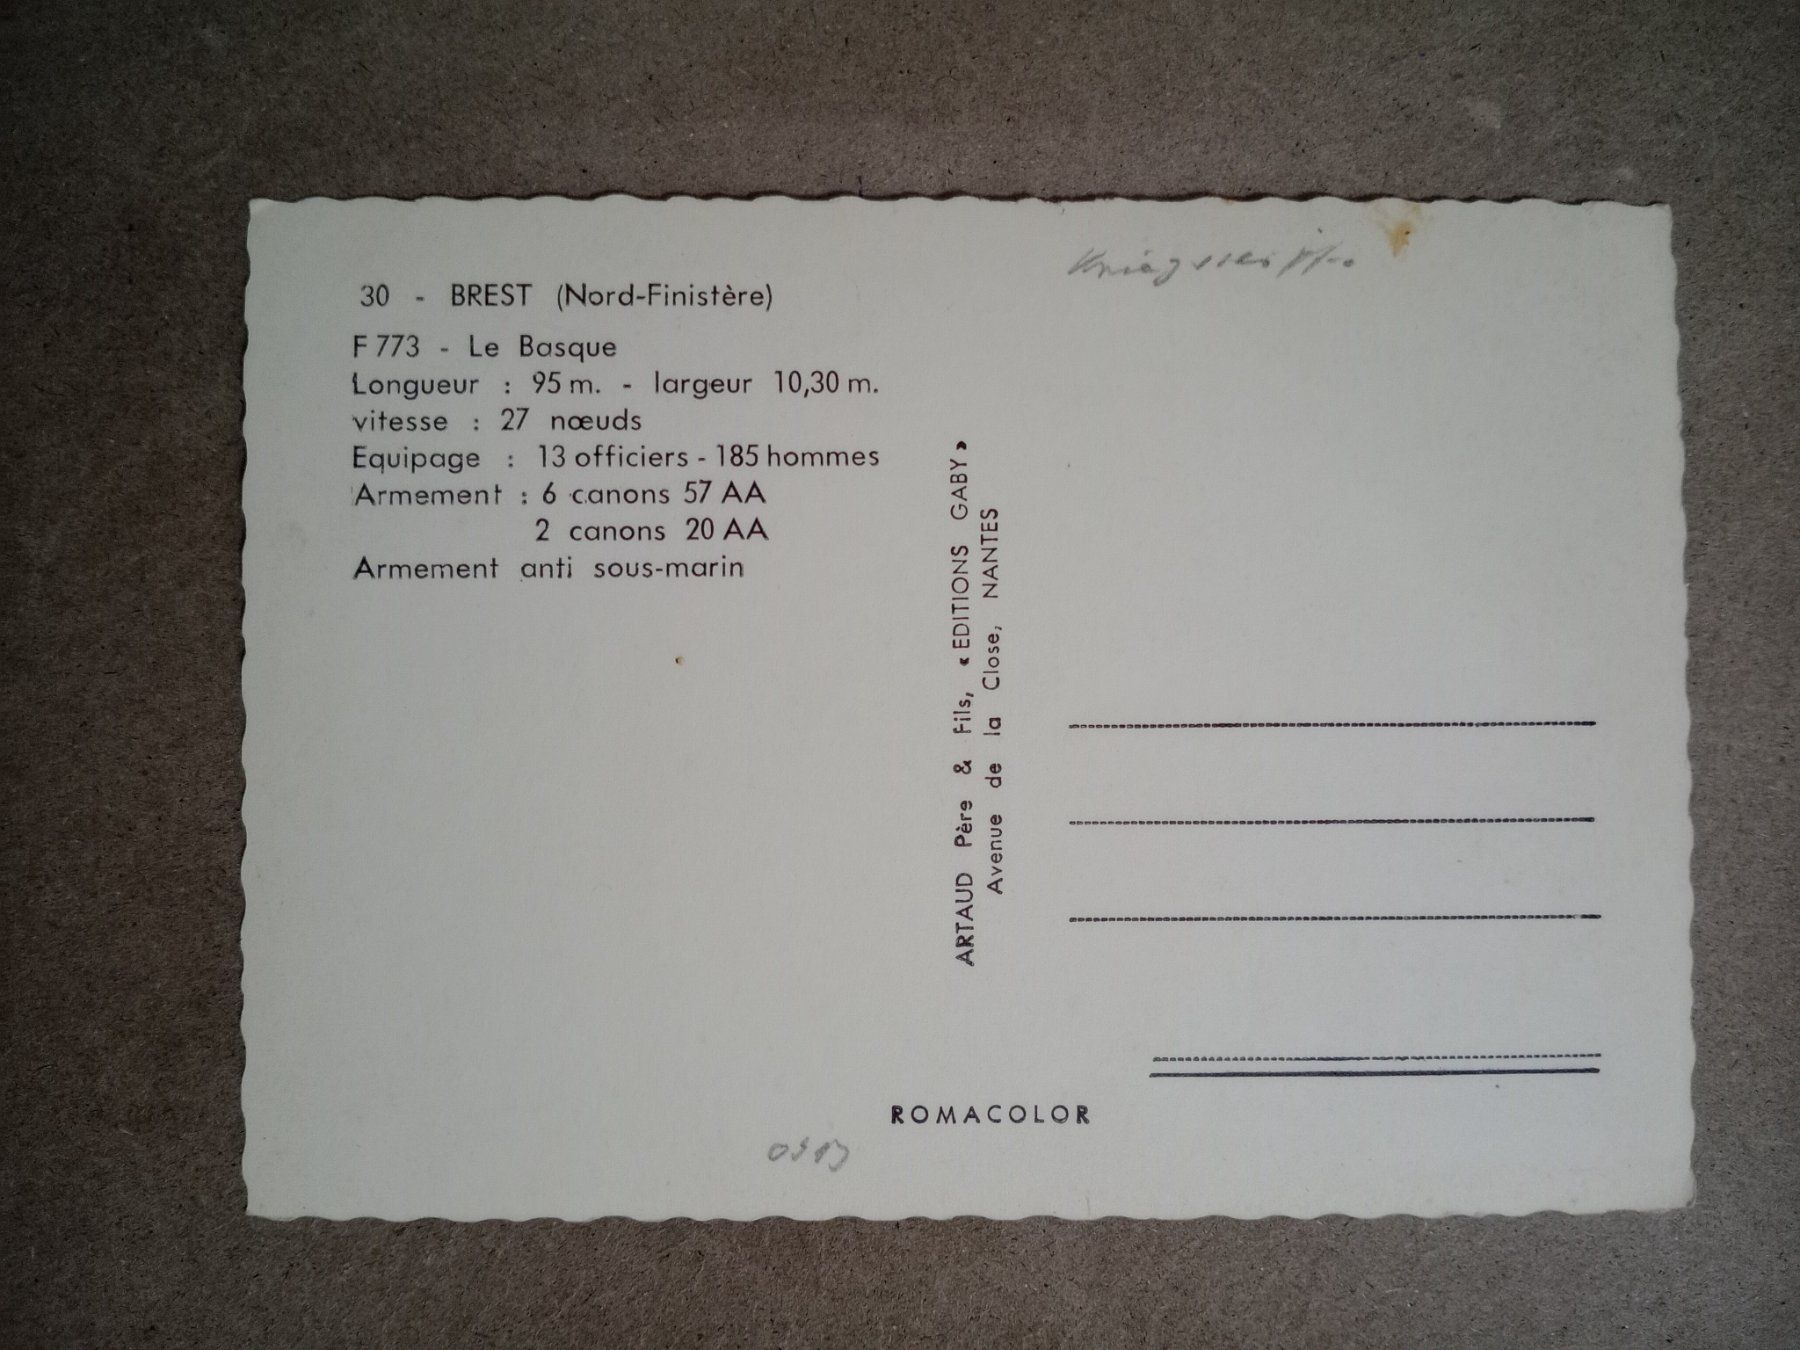 30 - BREST (Nord-Finistère)
F 773 - Le Basque
Longueur : 95 m. - largeur 10,30 m.
vitesse : 27 nœuds
Equipage : 13 officiers - 185 hommes
Armement : 6 canons 57 AA
2 canons 20 AA
Armement anti sous-marin
ARTAUD Père & Fils, « EDITIONS GABY »
Avenue de la Close, NANTES
ROMACOLOR